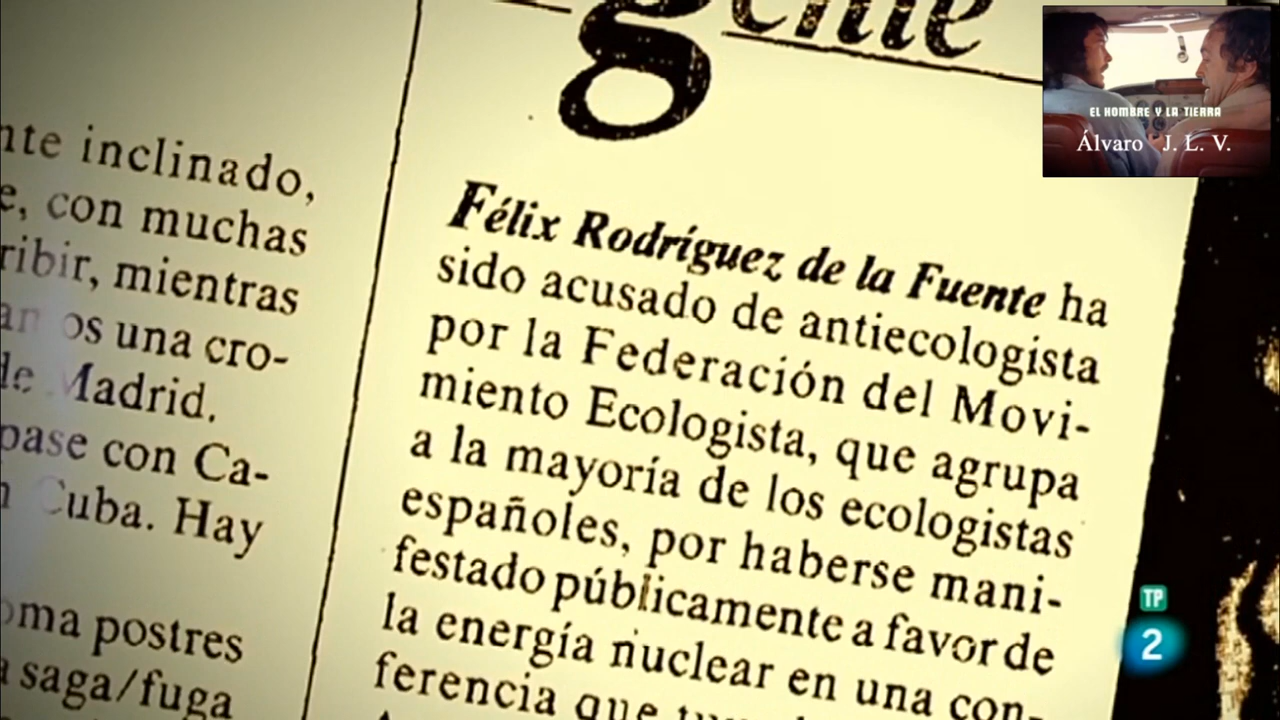 gente
nte inclinado,
e, con muchas
ribir, mientras
os una cro-
de Madrid.
pase con Ca-
Cuba. Hay
oma postres
a saga/fuga
Félix Rodríguez de la Fuente ha
sido acusado de antiecologista
por la Federación del Movi-
miento Ecologista, que agrupa
a la mayoría de los ecologistas
españoles, por haberse mani-
festado públicamente a favor de
la energía nuclear en una con-
ferencia que
EL HOMBRE Y LA TIERRA
Álvaro J. L. V.
TP
2